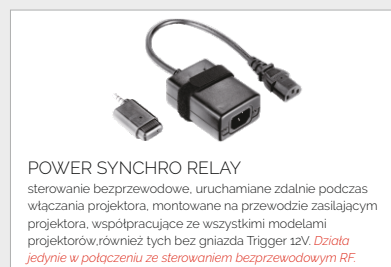 POWER SYNCHRO RELAY
sterowanie bezprzewodowe, uruchamiane zdalnie podczas
włączania projektora, montowane na przewodzie zasilającym
projektora, współpracujące ze wszystkimi modelami
projektorów,również tych bez gniazda Trigger 12V. Działa
jedynie w połączeniu ze sterowaniem bezprzewodowym RF.